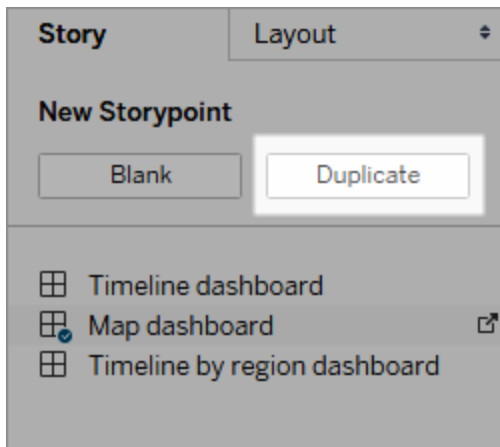 Story Layout
New Storypoint
Blank Duplicate
Timeline dashboard
Map dashboard
Timeline by region dashboard